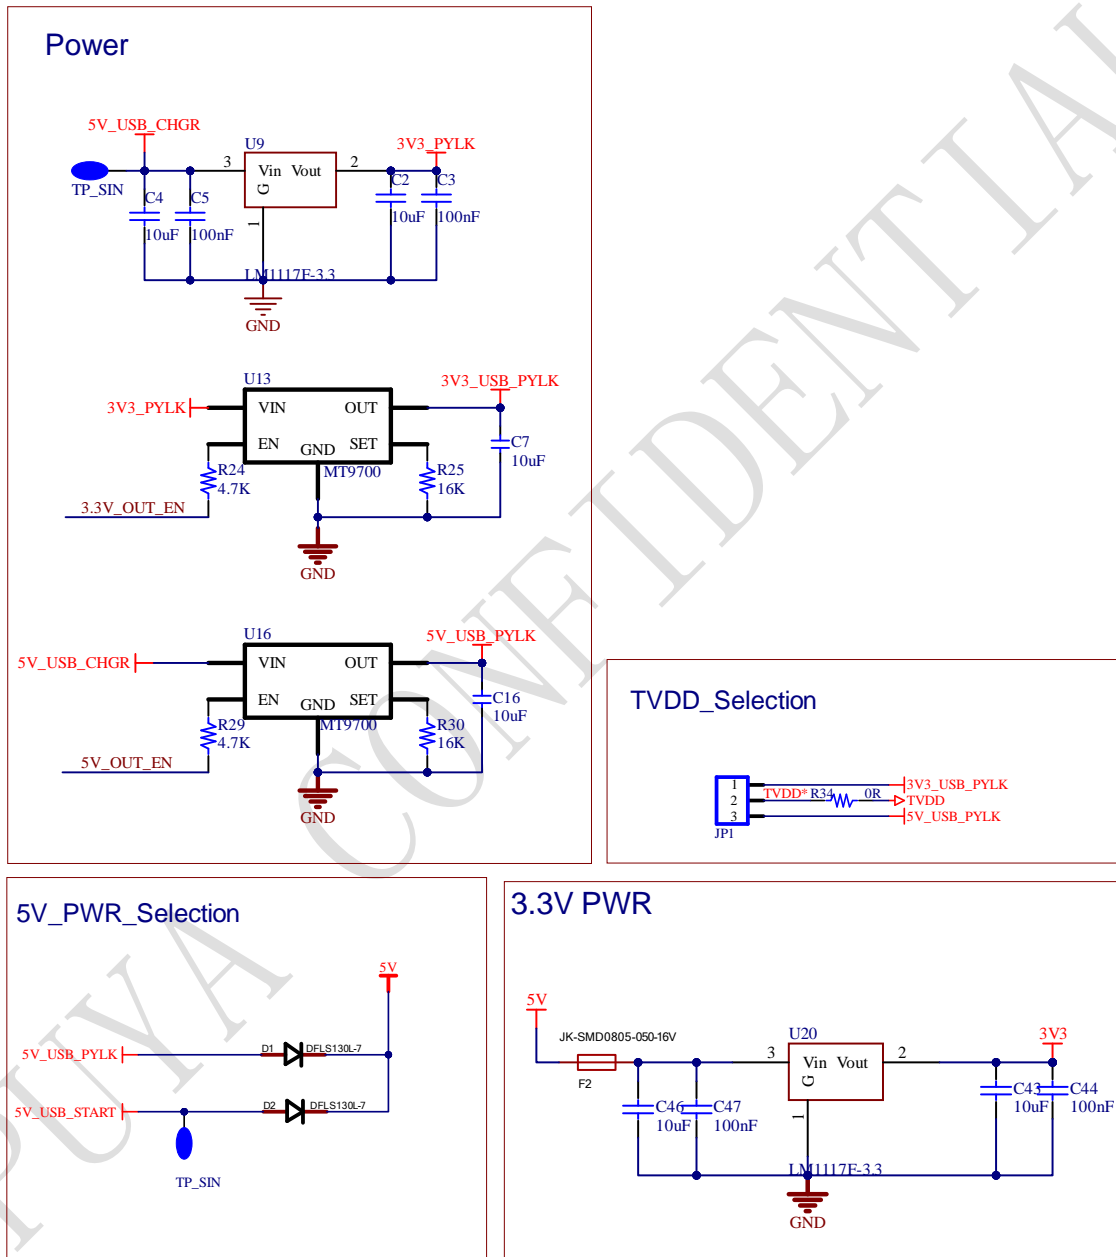 Power
5V_USB_CHGR
TP_SIN
C4
10uF
C5
100nF
U9
3
Vin Vout
G
2
1
LM1117F-3.3
3V3_PYLK
C2
10uF
C3
100nF
GND
U13
3V3_PYLK
VIN OUT
EN GND SET
MT9700
3V3_USB_PYLK
C7
10uF
R24
4.7K
R25
16K
3.3V_OUT_EN
GND
U16
5V_USB_CHGR
VIN OUT
EN GND SET
MT9700
5V_USB_PYLK
C16
10uF
R29
4.7K
R30
16K
5V_OUT_EN
GND
TVDD_Selection
1
2
3
JP1
3V3_USB_PYLK
TVDD* R34 0R TVDD
5V_USB_PYLK
5V_PWR_Selection
5V
5V_USB_PYLK
D1 DFLS130L-7
5V_USB_START
D2 DFLS130L-7
TP_SIN
3.3V PWR
5V
JK-SMD0805-050-16V
F2
C46
10uF
C47
100nF
U20
3
Vin Vout
G
2
1
LM1117F-3.3
3V3
C43
10uF
C44
100nF
GND
PUYA CONFIDENTIAL